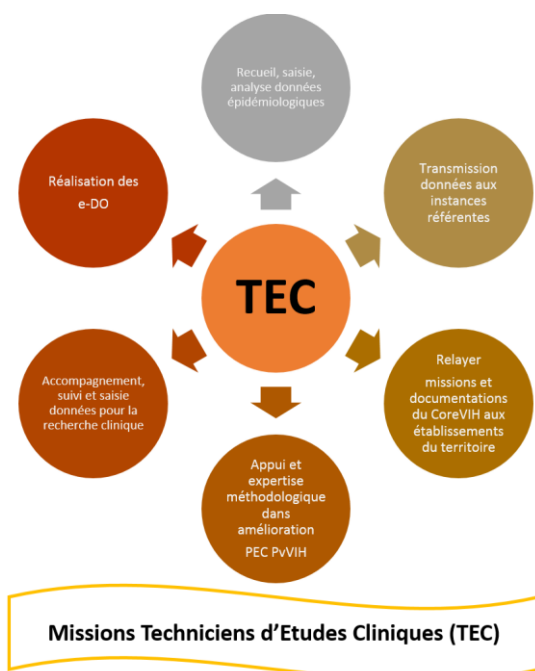 Recueil, saisie,
analyse données
épidémiologiques
Transmission
données aux
instances
référentes
Relayer
missions et
documentations
du CoreVIH aux
établissements
du territoire
Appui et
expertise
méthodologique
dans
amélioration
PEC PvVIH
Accompagnement,
suivi et saisie
données pour la
recherche clinique
Réalisation des
e-DO
TEC
Missions Techniciens d'Etudes Cliniques (TEC)